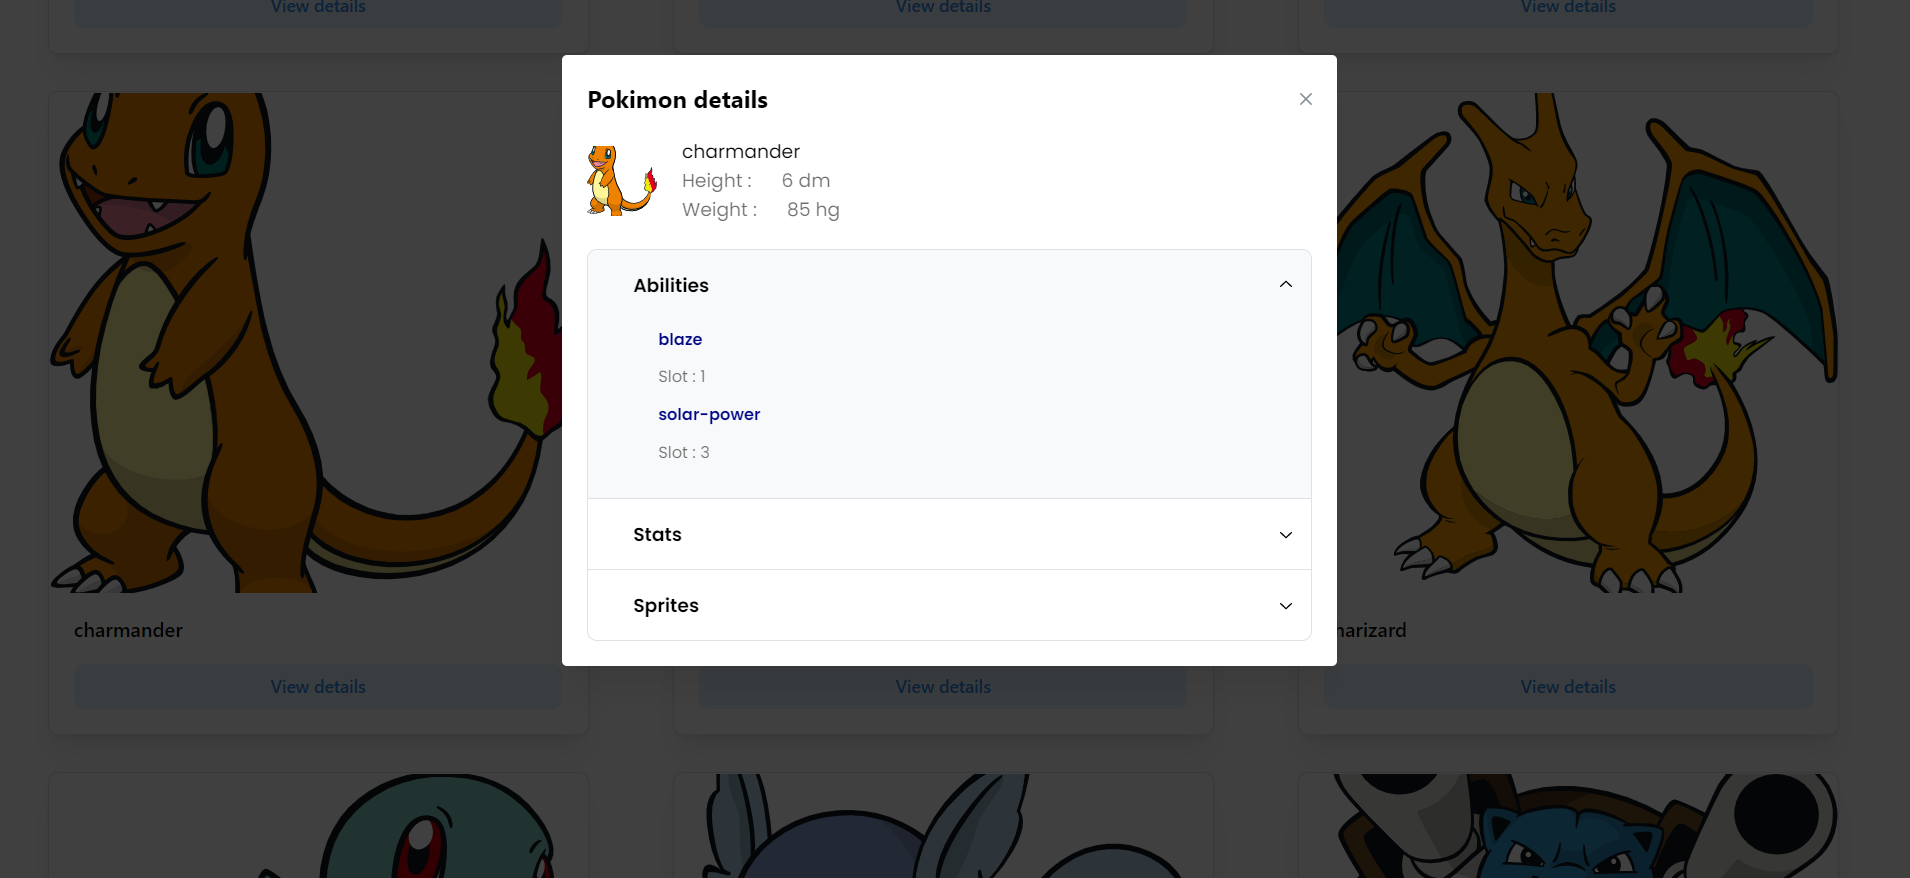 View details
View details
View details
Pokimon details
charmander
Height : 6 dm
Weight : 85 hg
Abilities
blaze
Slot : 1
solar-power
Slot : 3
Stats
Sprites
charmander
harizard
View details
View details
View details